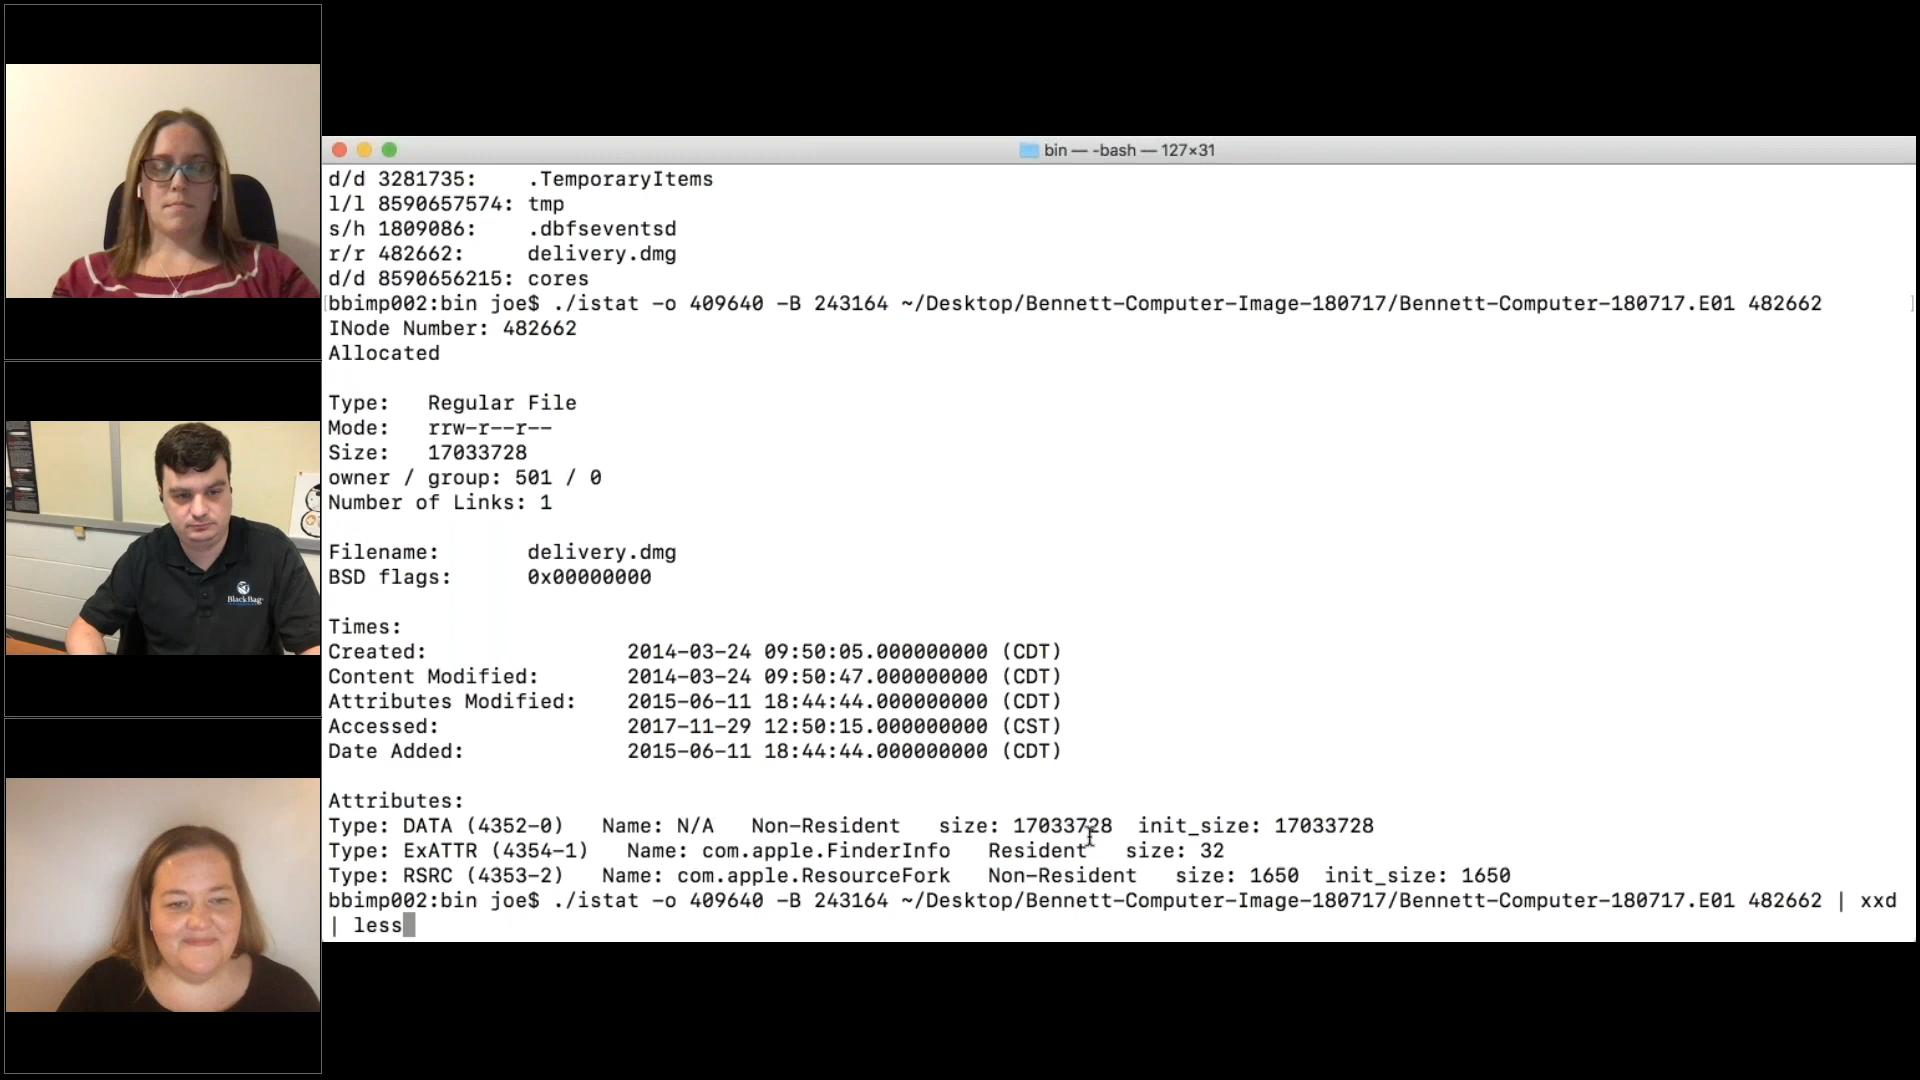 bin — -bash — 127×31
d/d 3281735: .TemporaryItems
l/l 8590657574: tmp
s/h 1809086: .dbfseventsd
r/r 482662: delivery.dmg
d/d 8590656215: cores
[bbimp002:bin joe$ ./istat -o 409640 -B 243164 ~/Desktop/Bennett-Computer-Image-180717/Bennett-Computer-180717.E01 482662 ]
INode Number: 482662
Allocated
Type: Regular File
Mode: rrw-r--r--
Size: 17033728
owner / group: 501 / 0
Number of Links: 1
Filename: delivery.dmg
BSD flags: 0x00000000
Times:
Created: 2014-03-24 09:50:05.000000000 (CDT)
Content Modified: 2014-03-24 09:50:47.000000000 (CDT)
Attributes Modified: 2015-06-11 18:44:44.000000000 (CDT)
Accessed: 2017-11-29 12:50:15.000000000 (CST)
Date Added: 2015-06-11 18:44:44.000000000 (CDT)
Attributes:
Type: DATA (4352-0) Name: N/A Non-Resident size: 17033728 init_size: 17033728
Type: ExATTR (4354-1) Name: com.apple.FinderInfo Resident size: 32
Type: RSRC (4353-2) Name: com.apple.ResourceFork Non-Resident size: 1650 init_size: 1650
bbimp002:bin joe$ ./istat -o 409640 -B 243164 ~/Desktop/Bennett-Computer-Image-180717/Bennett-Computer-180717.E01 482662 | xxd
| less
BlackBag